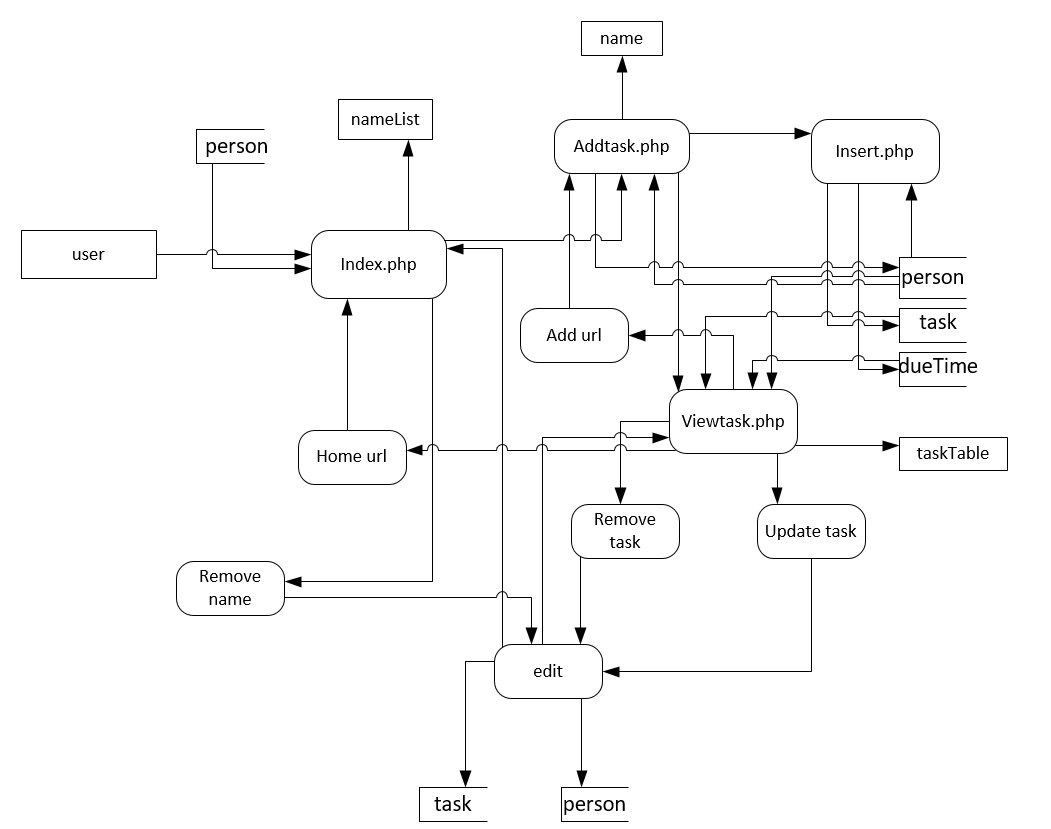 name
nameList
person
Addtask.php
Insert.php
user
Index.php
person
task
Add url
dueTime
Viewtask.php
Home url
taskTable
Remove
task
Update task
Remove
name
edit
task
person